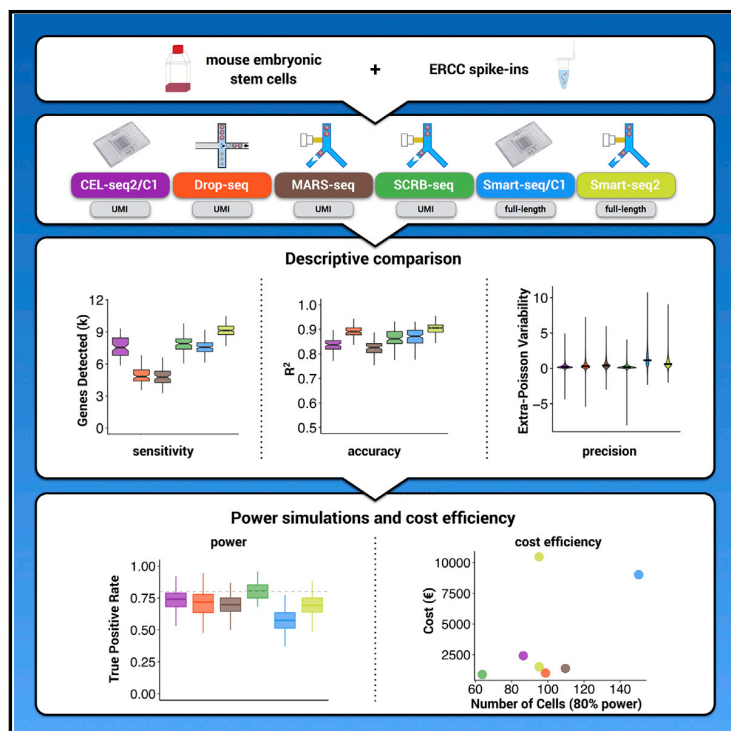 mouse embryonic
stem cells
+
ERCC spike-ins
CEL-seq2/C1
Drop-seq
MARS-seq
SCRB-seq
Smart-seq/C1
Smart-seq2
UMI
UMI
UMI
UMI
full-length
full-length
Descriptive comparison
Genes Detected (k)
12
9
6
3
0
sensitivity
R²
1.0
0.9
0.8
0.7
0.6
0.5
accuracy
Extra-Poisson Variability
10
5
0
−5
precision
Power simulations and cost efficiency
power
True Positive Rate
1.00
0.75
0.50
0.25
0.00
cost efficiency
Cost (€)
10000
7500
5000
2500
60
80
100
120
140
Number of Cells (80% power)